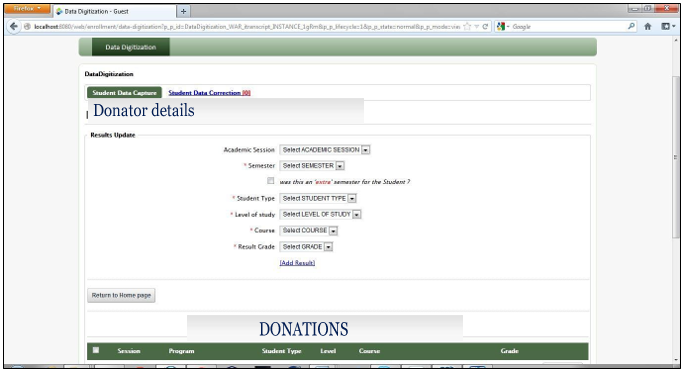 Firefox
Data Digitization - Guest
localhost:8080/web/enrollment/data-digitization?p_p_id=DataDigitization_WAR_itranscript_INSTANCE_1gRm&p_p_lifecycle=1&p_p_state=normal&p_p_mode=vie
Google
Data Digitization
DataDigitization
Student Data Capture Student Data Correction [0]
Donator details
Results Update
Academic Session Select ACADEMIC SESSION
* Semester Select SEMESTER
was this an 'extra' semester for the Student ?
* Student Type Select STUDENT TYPE
* Level of study Select LEVEL OF STUDY
* Course Select COURSE
* Result Grade Select GRADE
[Add Result]
Return to Home page
DONATIONS
Session Program Student Type Level Course Grade